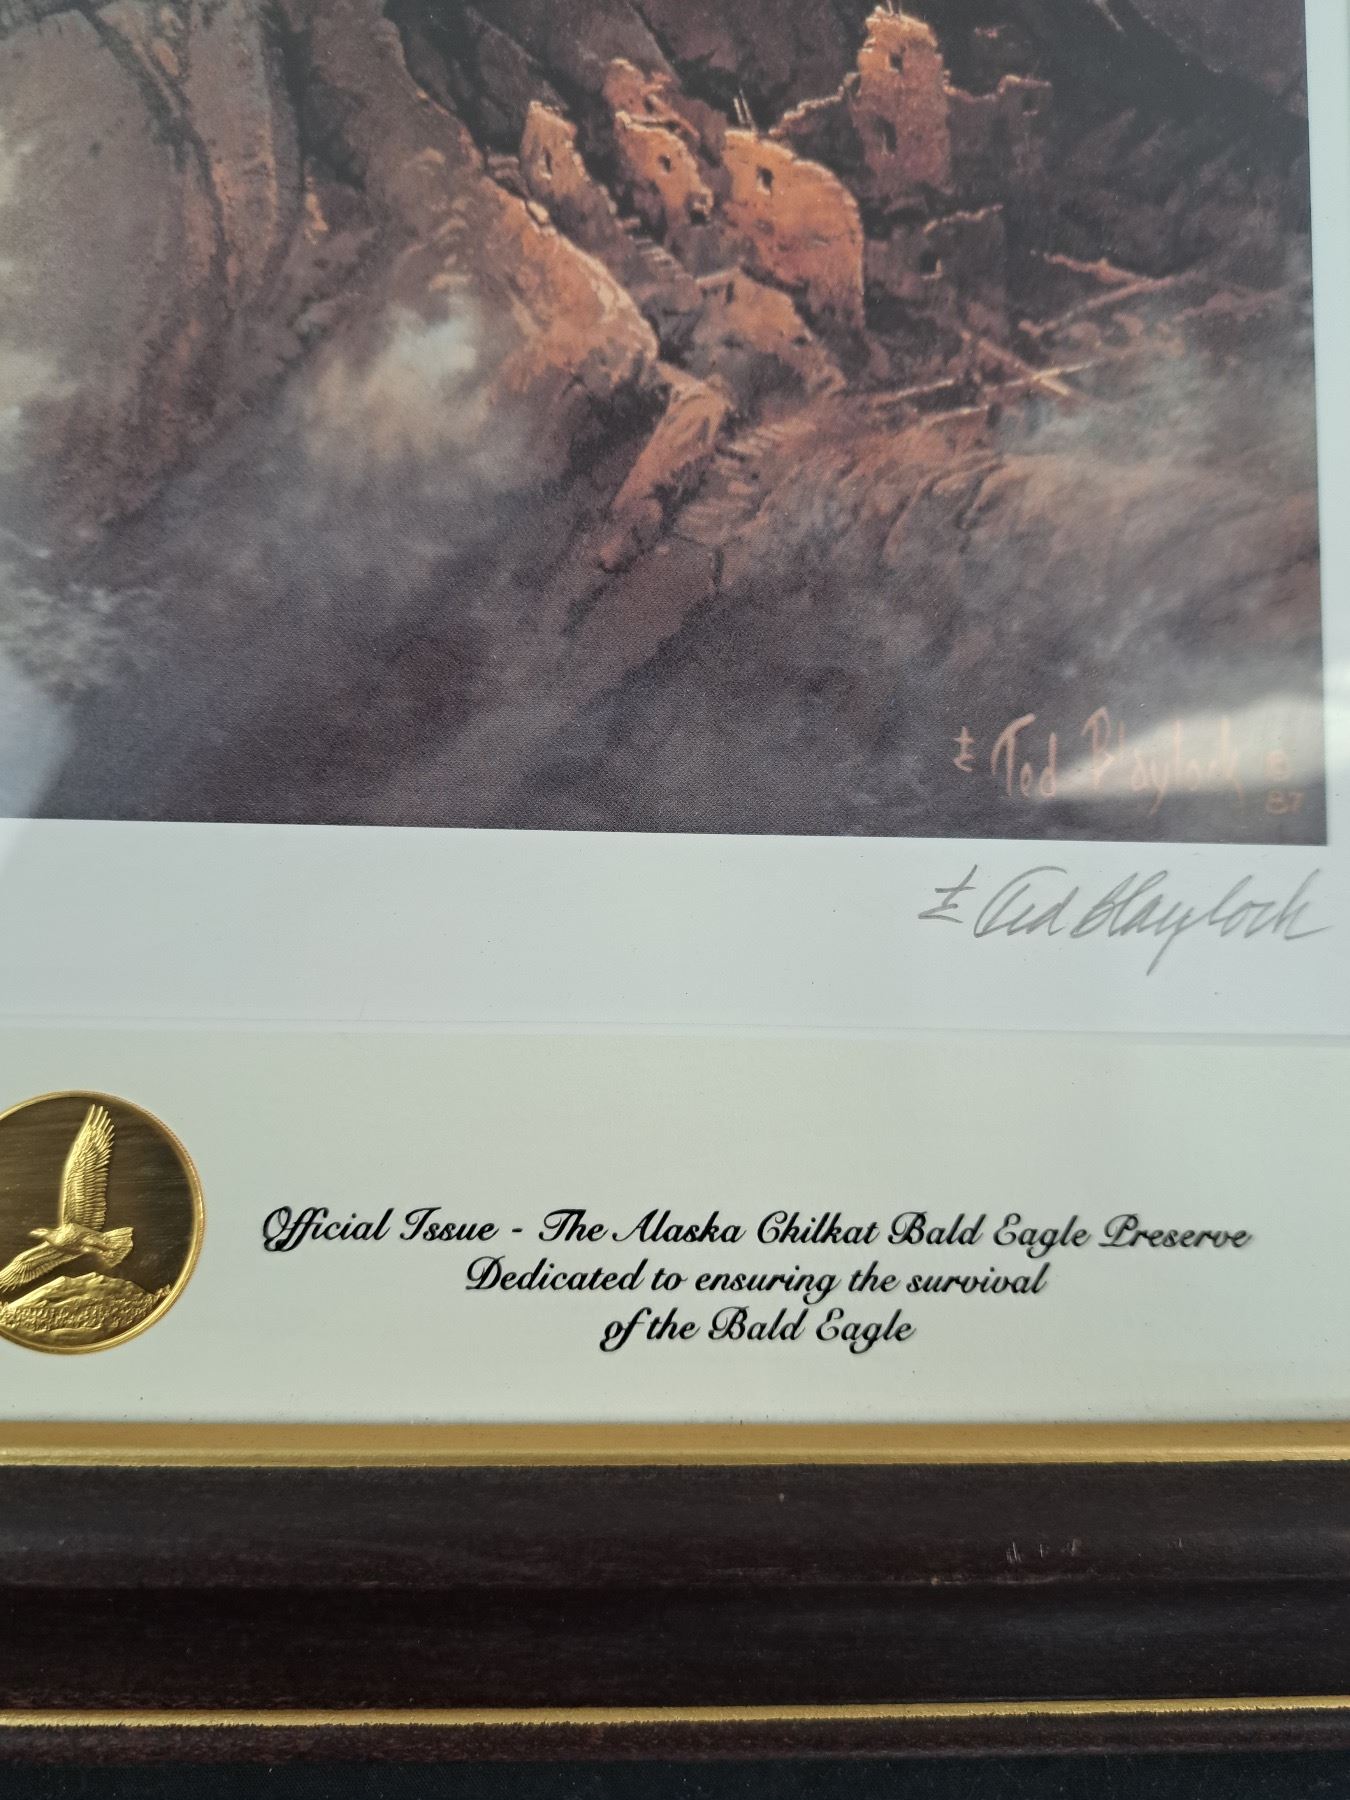 Ted Blaylock
87
Ted Blaylock
Official Issue - The Alaska Chilkat Bald Eagle Preserve
Dedicated to ensuring the survival
of the Bald Eagle